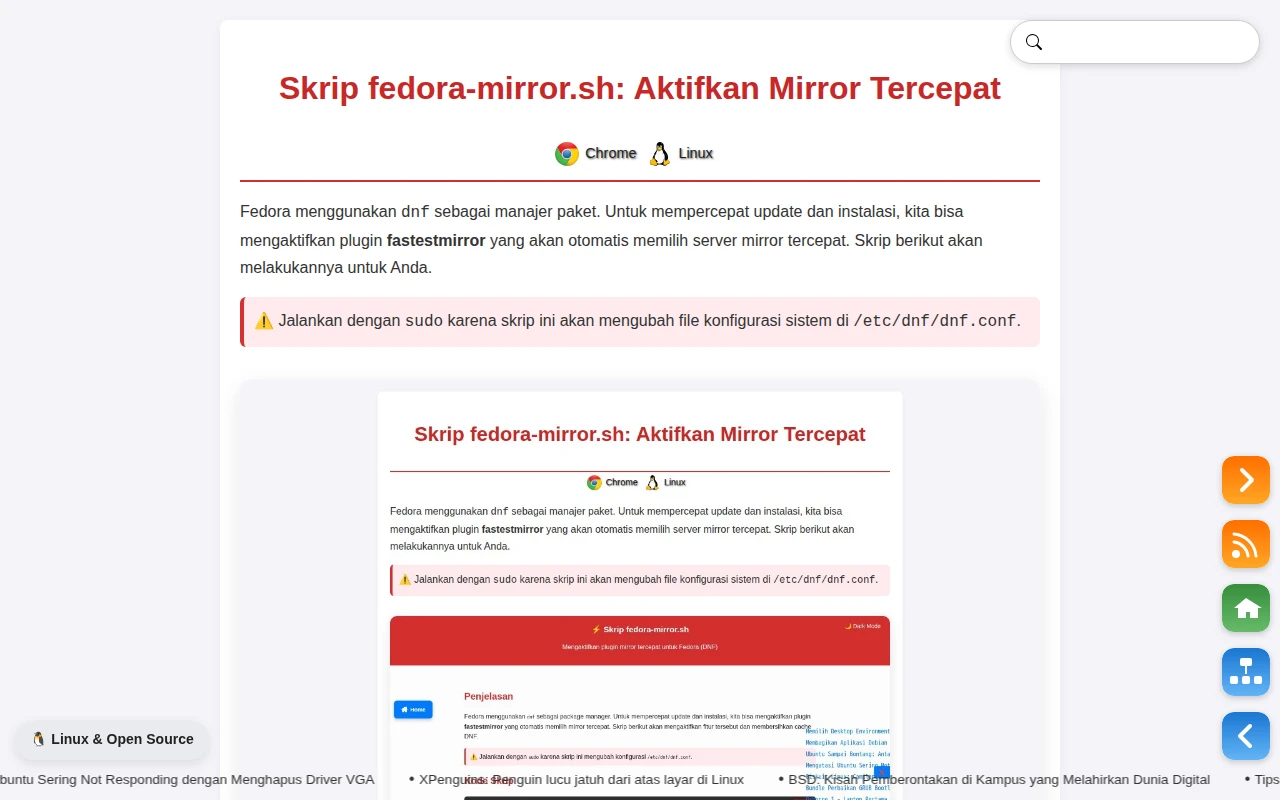 Skrip fedora-mirror.sh: Aktifkan Mirror Tercepat
Chrome Linux
Fedora menggunakan dnf sebagai manajer paket. Untuk mempercepat update dan instalasi, kita bisa
mengaktifkan plugin fastestmirror yang akan otomatis memilih server mirror tercepat. Skrip berikut akan
melakukannya untuk Anda.
⚠️ Jalankan dengan sudo karena skrip ini akan mengubah file konfigurasi sistem di /etc/dnf/dnf.conf.
Skrip fedora-mirror.sh: Aktifkan Mirror Tercepat
Chrome Linux
Fedora menggunakan dnf sebagai manajer paket. Untuk mempercepat update dan instalasi, kita bisa
mengaktifkan plugin fastestmirror yang akan otomatis memilih server mirror tercepat. Skrip berikut akan
melakukannya untuk Anda.
⚠️ Jalankan dengan sudo karena skrip ini akan mengubah file konfigurasi sistem di /etc/dnf/dnf.conf.
⚡ Skrip fedora-mirror.sh
🌙 Dark Mode
Mengaktifkan plugin mirror tercepat untuk Fedora (DNF)
Penjelasan
Home
Fedora menggunakan dnf sebagai package manager. Untuk mempercepat update dan instalasi, kita bisa mengaktifkan plugin
fastestmirror yang otomatis memilih mirror tercepat. Skrip berikut akan mengaktifkan fitur tersebut dan membersihkan cache
DNF.
⚠️ Jalankan dengan sudo karena skrip ini mengubah konfigurasi /etc/dnf/dnf.conf.
Memilih Desktop Environment
Membagikan Aplikasi Debian
Ubuntu Sampai Bontang: Anta
Mengatasi Ubuntu Sering Not
Bundle Perbaikan GRUB Bootl
🐧 Linux & Open Source
buntu Sering Not Responding dengan Menghapus Driver VGA • XPenguins: Penguin lucu jatuh dari atas layar di Linux • BSD: Kisah Pemberontakan di Kampus yang Melahirkan Dunia Digital • Tips